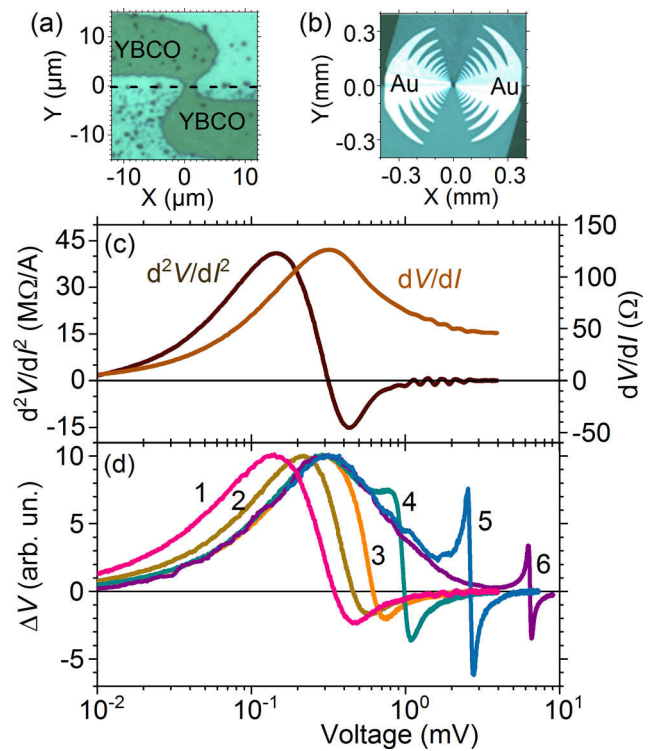 (a)
YBCO
YBCO
Y (μm)
10
0
-10
-10
0
10
X (μm)
(b)
Au
Au
Y(mm)
0.3
0.0
-0.3
-0.3
0.0
0.3
X (mm)
(c)
d²V/dI²
dV/dI
d²V/dI² (MΩ/A)
45
30
15
0
-15
dV/dI (Ω)
150
100
50
0
-50
(d)
1
2
3
4
5
6
ΔV (arb. un.)
10
5
0
-5
10⁻²
10⁻¹
10⁰
10¹
Voltage (mV)